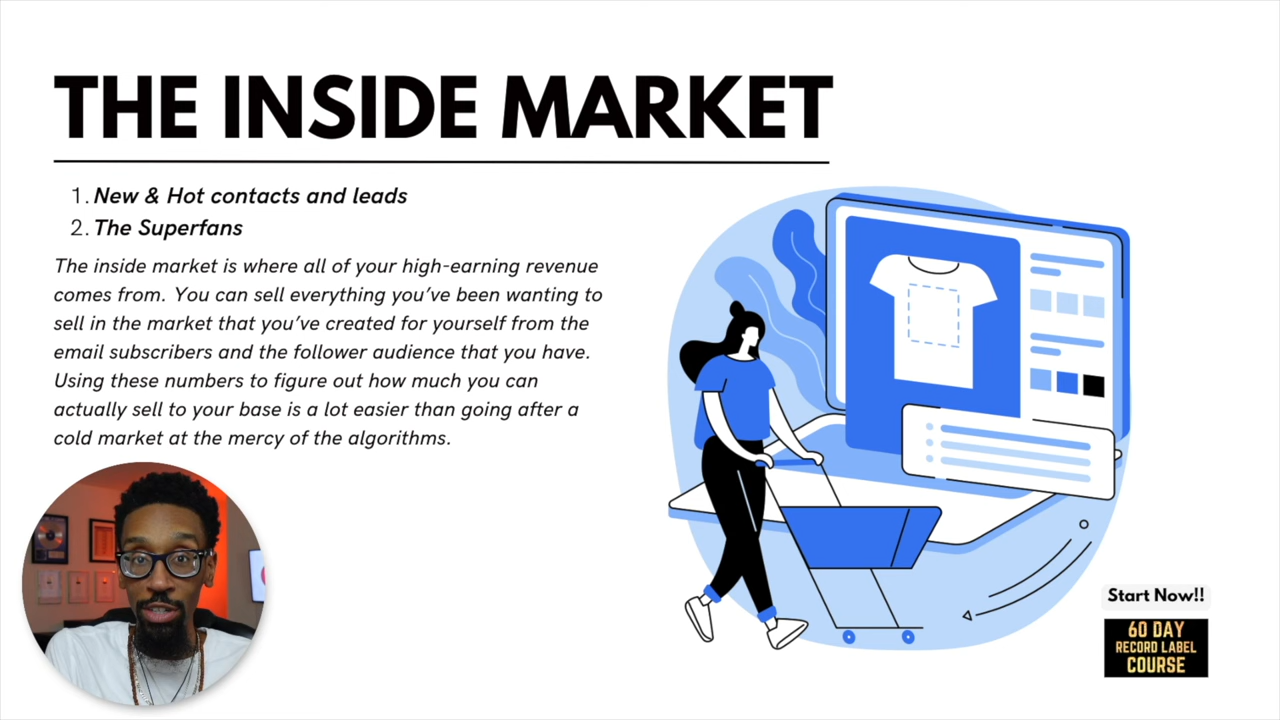 THE INSIDE MARKET
1. New & Hot contacts and leads
2. The Superfans
The inside market is where all of your high-earning revenue
comes from. You can sell everything you’ve been wanting to
sell in the market that you’ve created for yourself from the
email subscribers and the follower audience that you have.
Using these numbers to figure out how much you can
actually sell to your base is a lot easier than going after a
cold market at the mercy of the algorithms.
Start Now!!
60 DAY
RECORD LABEL
COURSE